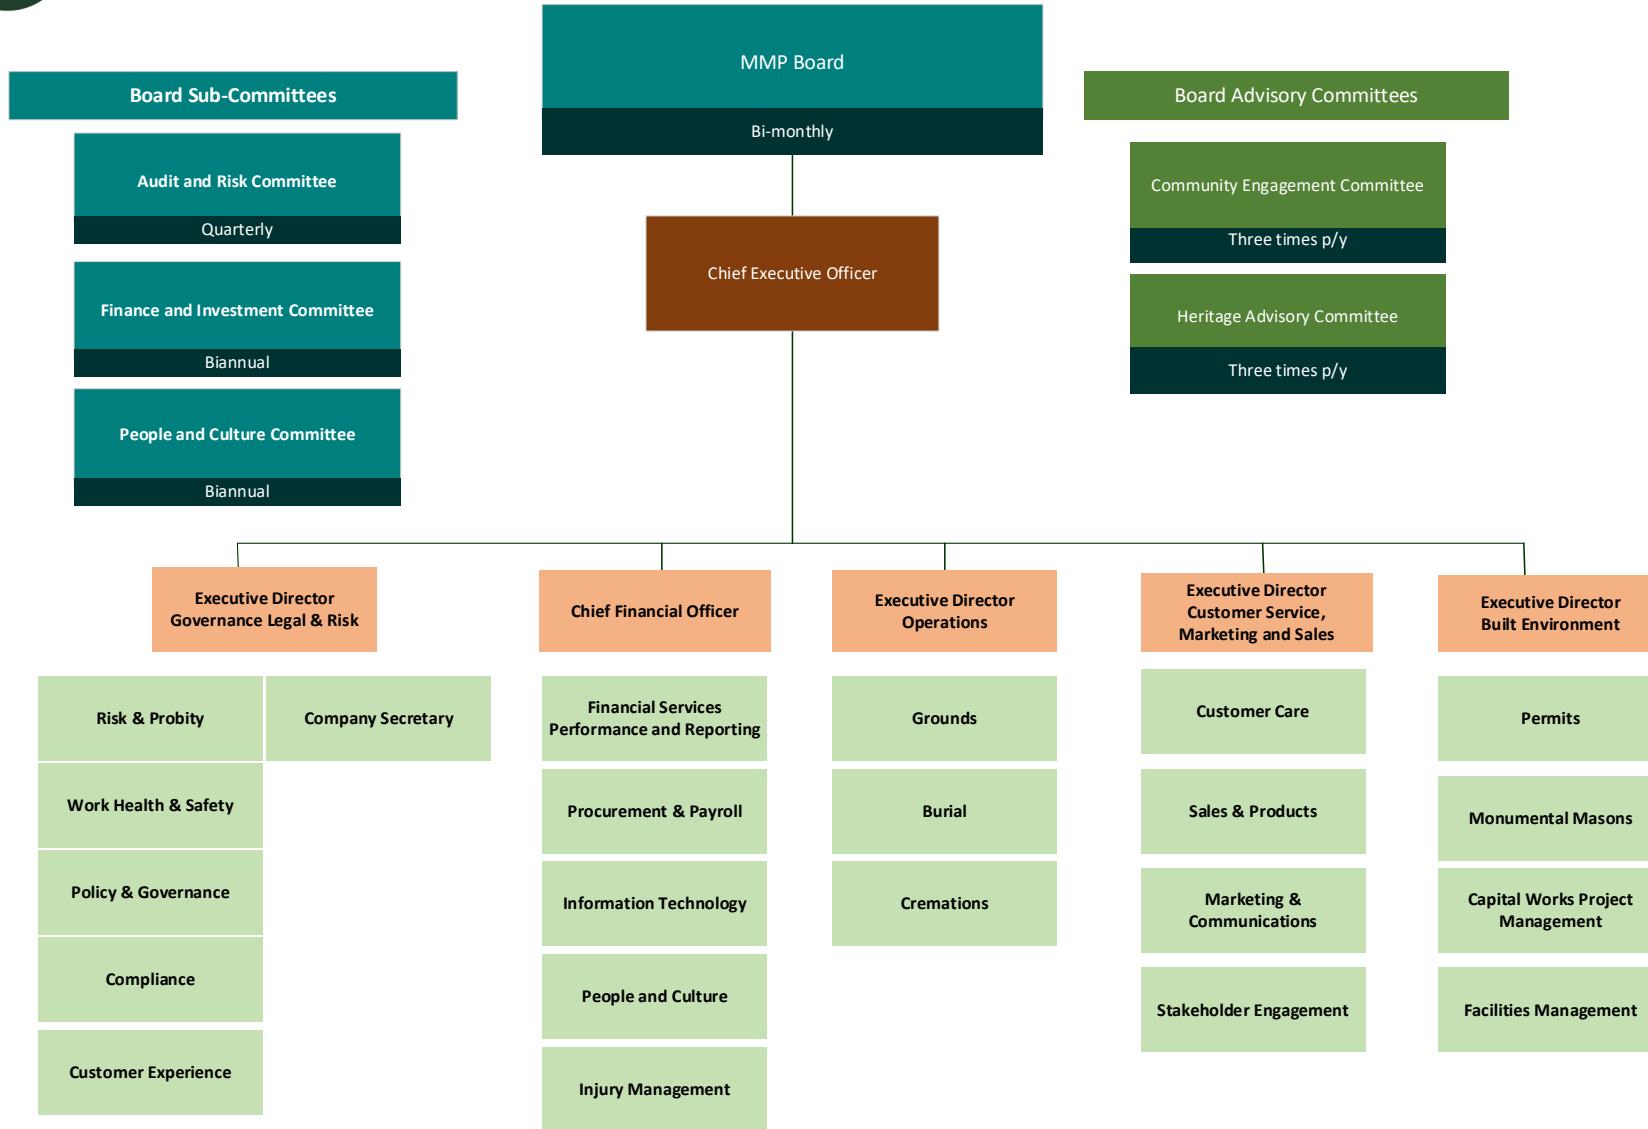 MMP Board
Bi-monthly
Board Sub-Committees
Audit and Risk Committee
Quarterly
Finance and Investment Committee
Biannual
People and Culture Committee
Biannual
Board Advisory Committees
Community Engagement Committee
Three times p/y
Heritage Advisory Committee
Three times p/y
Chief Executive Officer
Executive Director
Governance Legal & Risk
Risk & Probity
Company Secretary
Work Health & Safety
Policy & Governance
Compliance
Customer Experience
Chief Financial Officer
Financial Services
Performance and Reporting
Procurement & Payroll
Information Technology
People and Culture
Injury Management
Executive Director
Operations
Grounds
Burial
Cremations
Executive Director
Customer Service,
Marketing and Sales
Customer Care
Sales & Products
Marketing &
Communications
Stakeholder Engagement
Executive Director
Built Environment
Permits
Monumental Masons
Capital Works Project
Management
Facilities Management